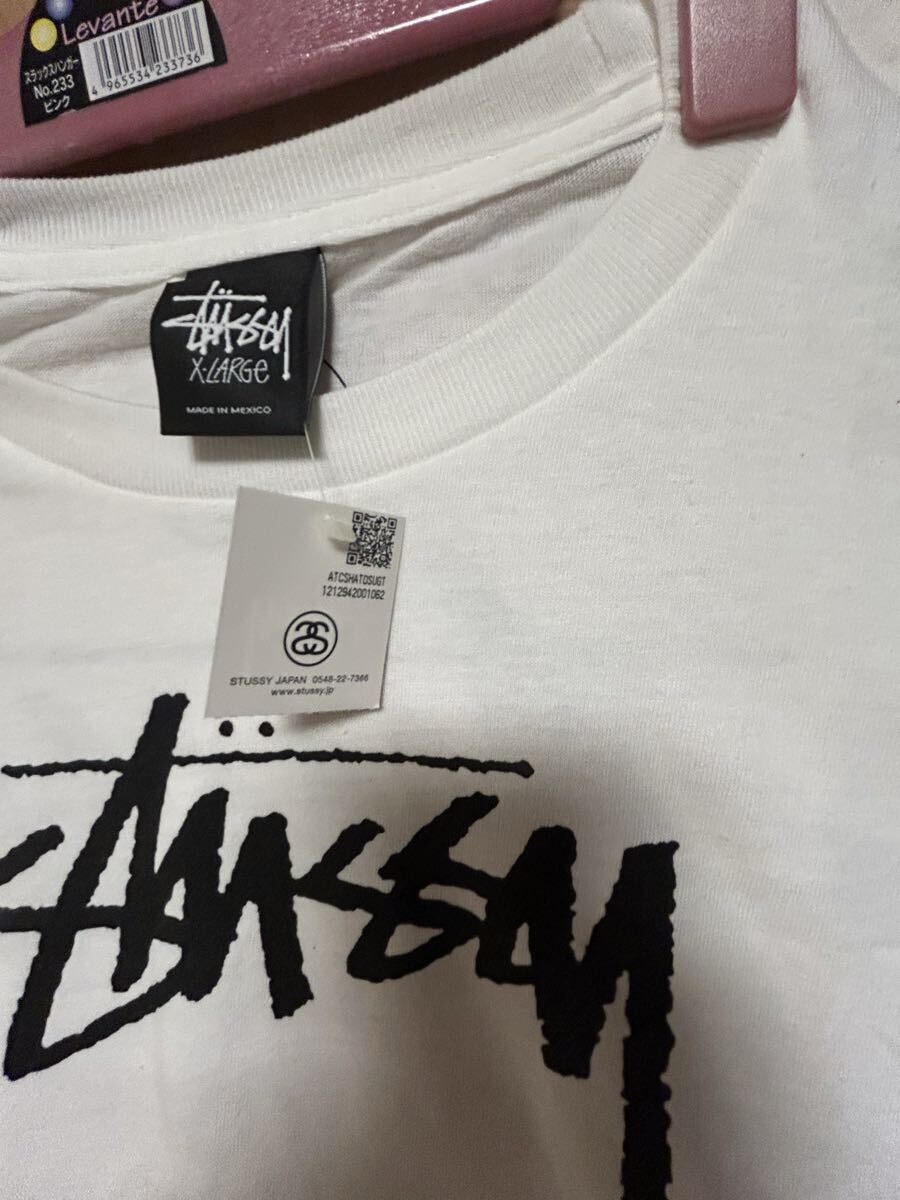 Levante
スラックスハンガー
No.233
ピンク
4 965534 233736
STÜSSY
X-LARGE
MADE IN MEXICO
ATCSHATDSUGT
1212942001062
STUSSY JAPAN 0548-22-7366
www.stussy.jp
STÜSSY